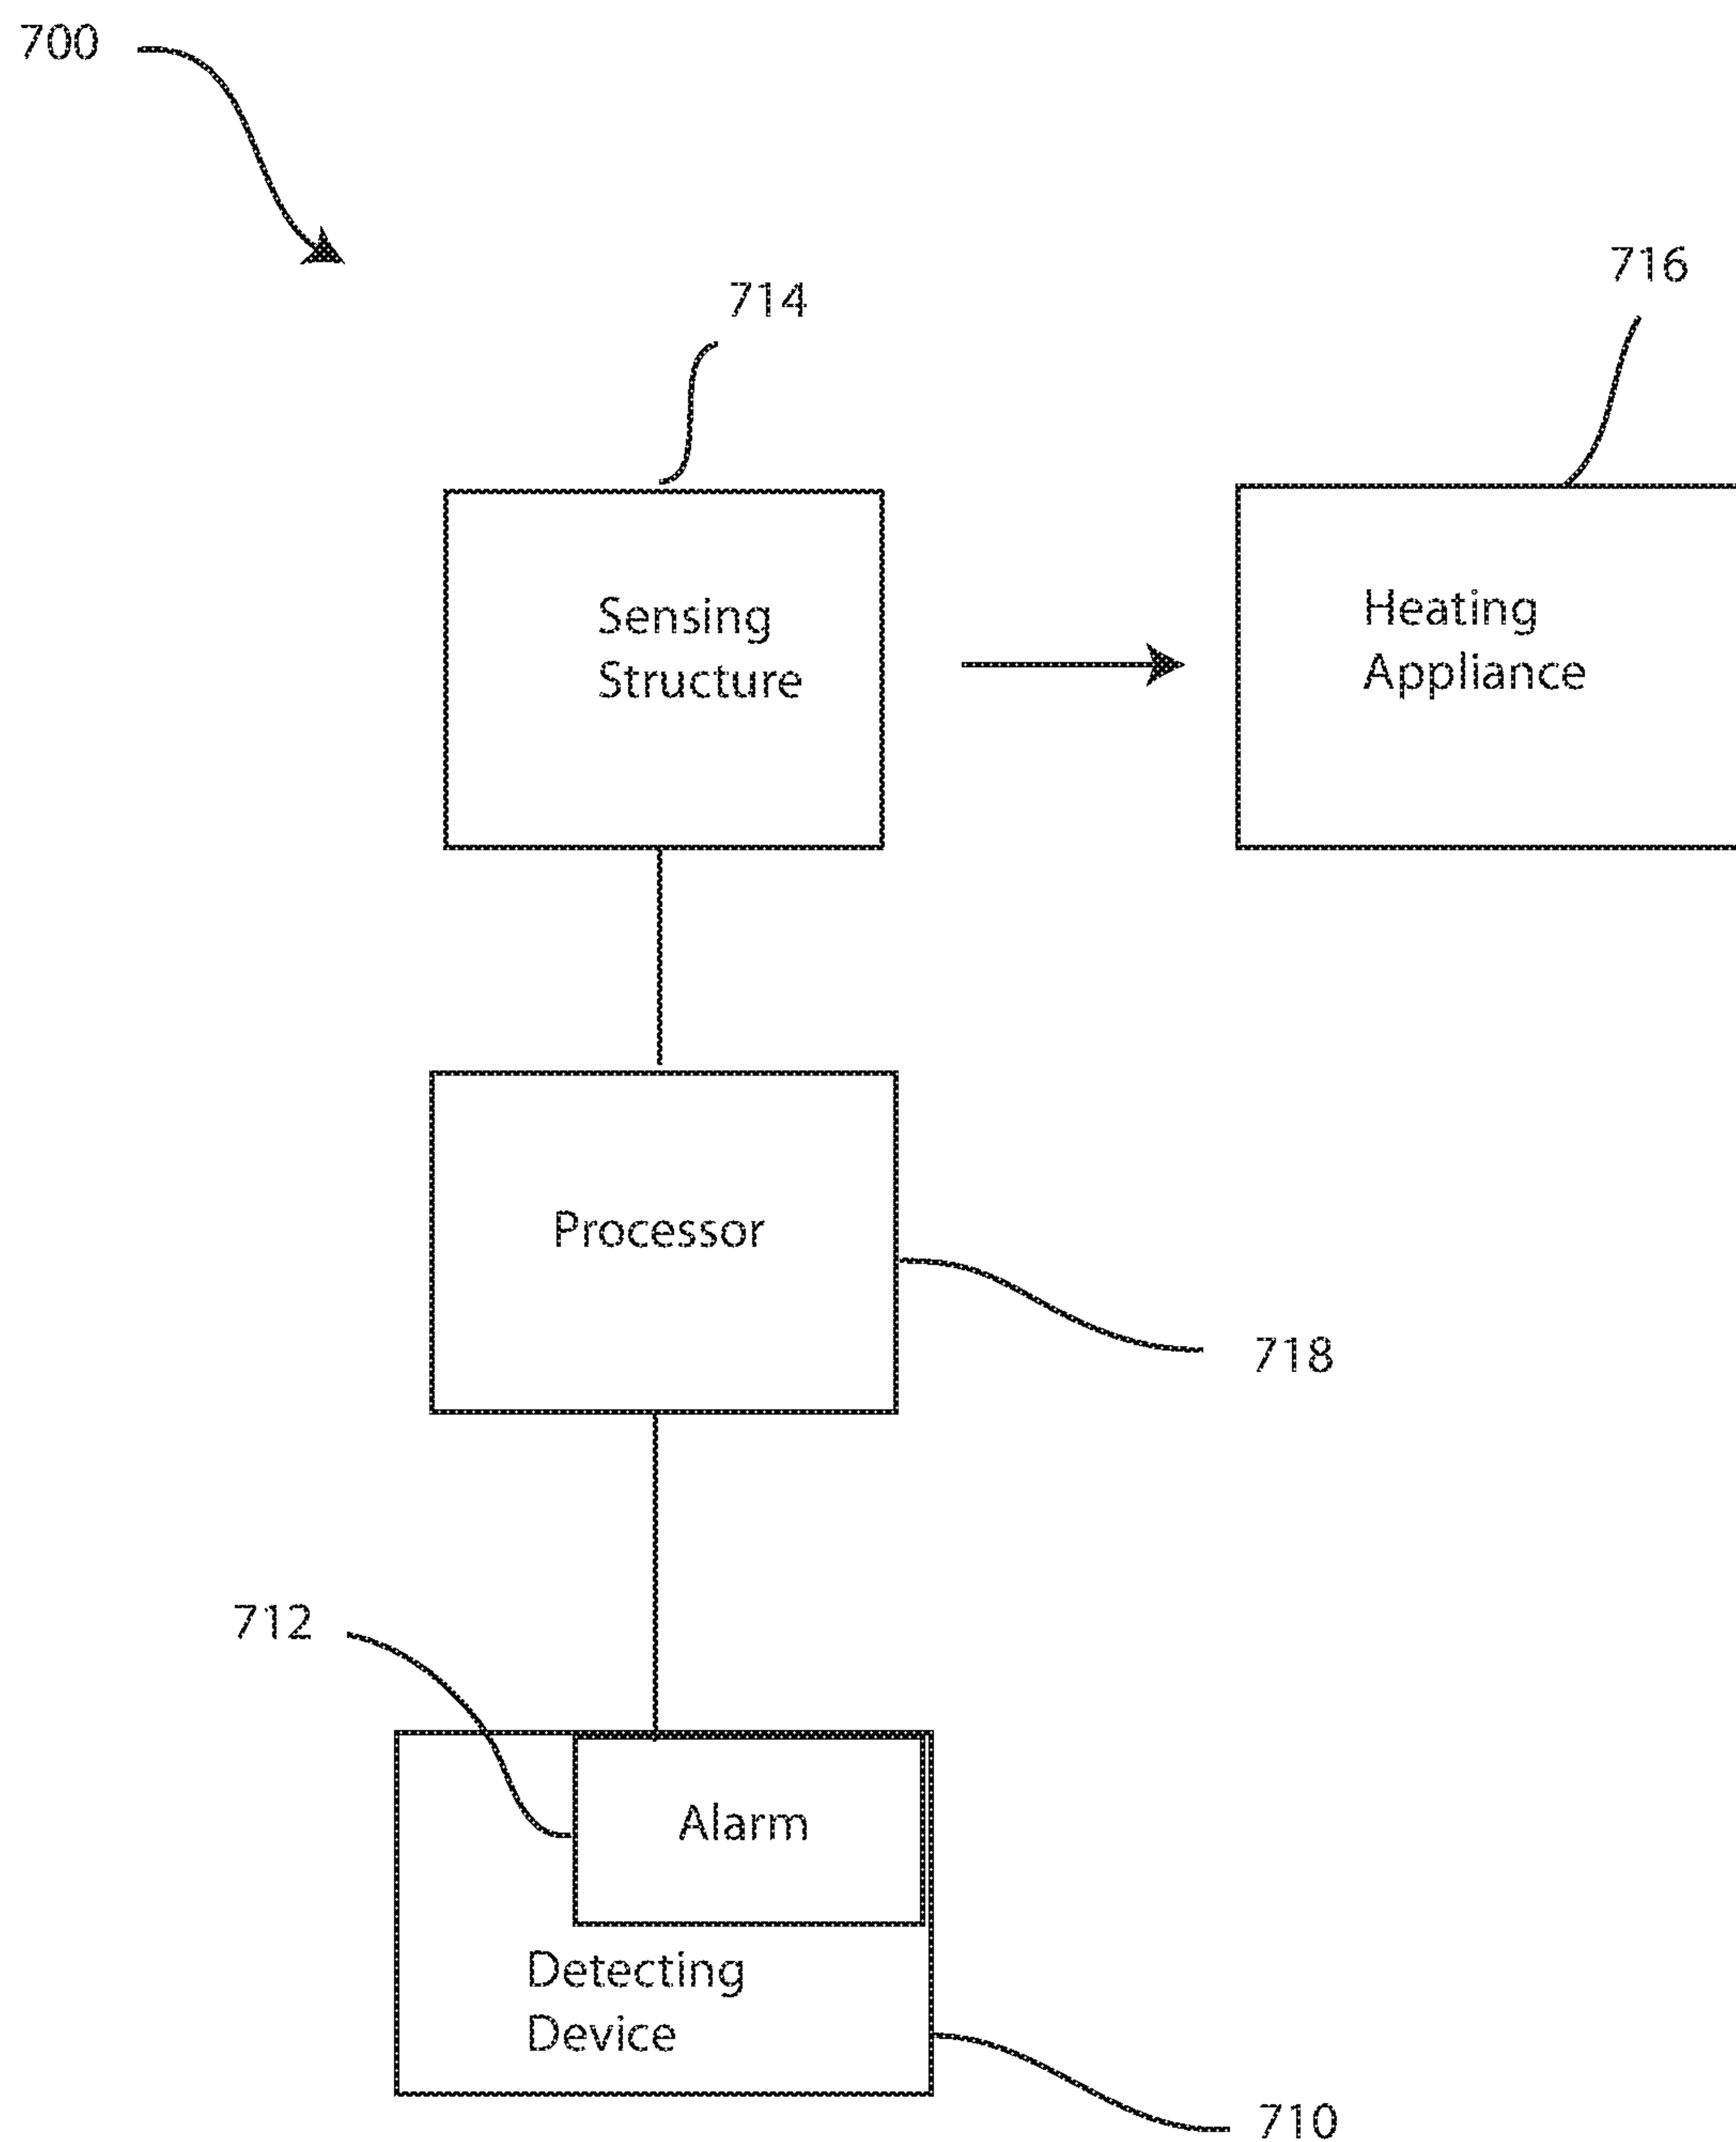 700
716
714
Sensing
Structure
Heating
Appliance
Processor
718
712
Alarm
Detecting
Device
710